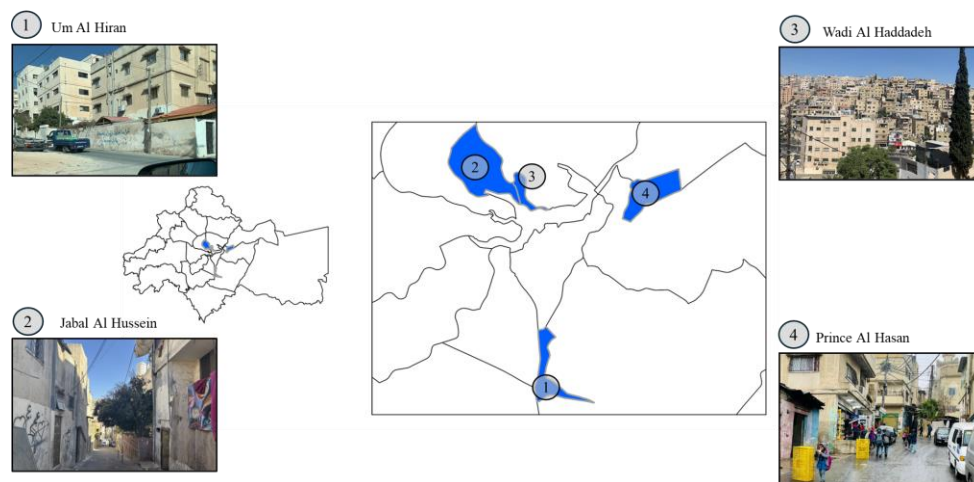 1 Um Al Hiran
3 Wadi Al Haddadeh
2
3
4
1
2 Jabal Al Hussein
4 Prince Al Hasan